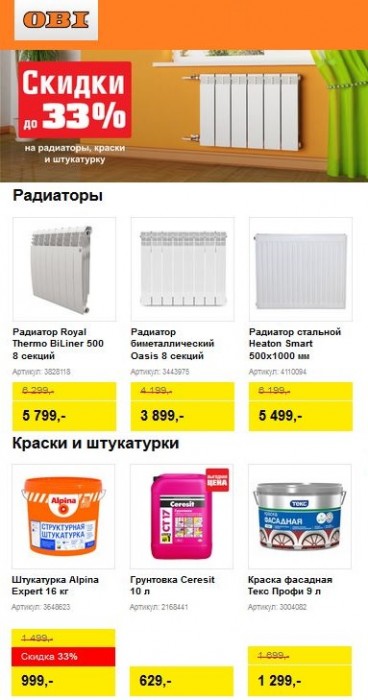 OBI
Скидки
до 33%
на радиаторы, краски
и штукатурку
Радиаторы
Радиатор Royal
Thermo BiLiner 500
8 секций
Артикул: 3828118
6 299,-
5 799,-
Радиатор
биметаллический
Oasis 8 секций
Артикул: 3443975
4 199,-
3 899,-
Радиатор стальной
Heaton Smart
500х1000 мм
Артикул: 4110094
6 199,-
5 499,-
Краски и штукатурки
Alpina
EXPERT
СТРУКТУРНАЯ
ШТУКАТУРКА
Штукатурка Alpina
Expert 16 кг
Артикул: 3648623
1 499,-
Скидка 33%
999,-
ВЫГОДНАЯ
ЦЕНА
Ceresit
CT 17
Грунтовка Ceresit
10 л
Артикул: 2168441
629,-
ТЕКС
КРАСКА
ФАСАДНАЯ
Краска фасадная
Текс Профи 9 л
Артикул: 3004082
1 699,-
1 299,-